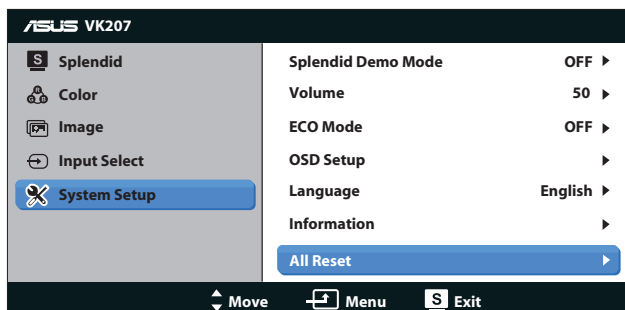 ASUS VK207
S Splendid
R G B Color
Image
Input Select
System Setup
Splendid Demo Mode OFF
Volume 50
ECO Mode OFF
OSD Setup
Language English
Information
All Reset
Move Menu S Exit